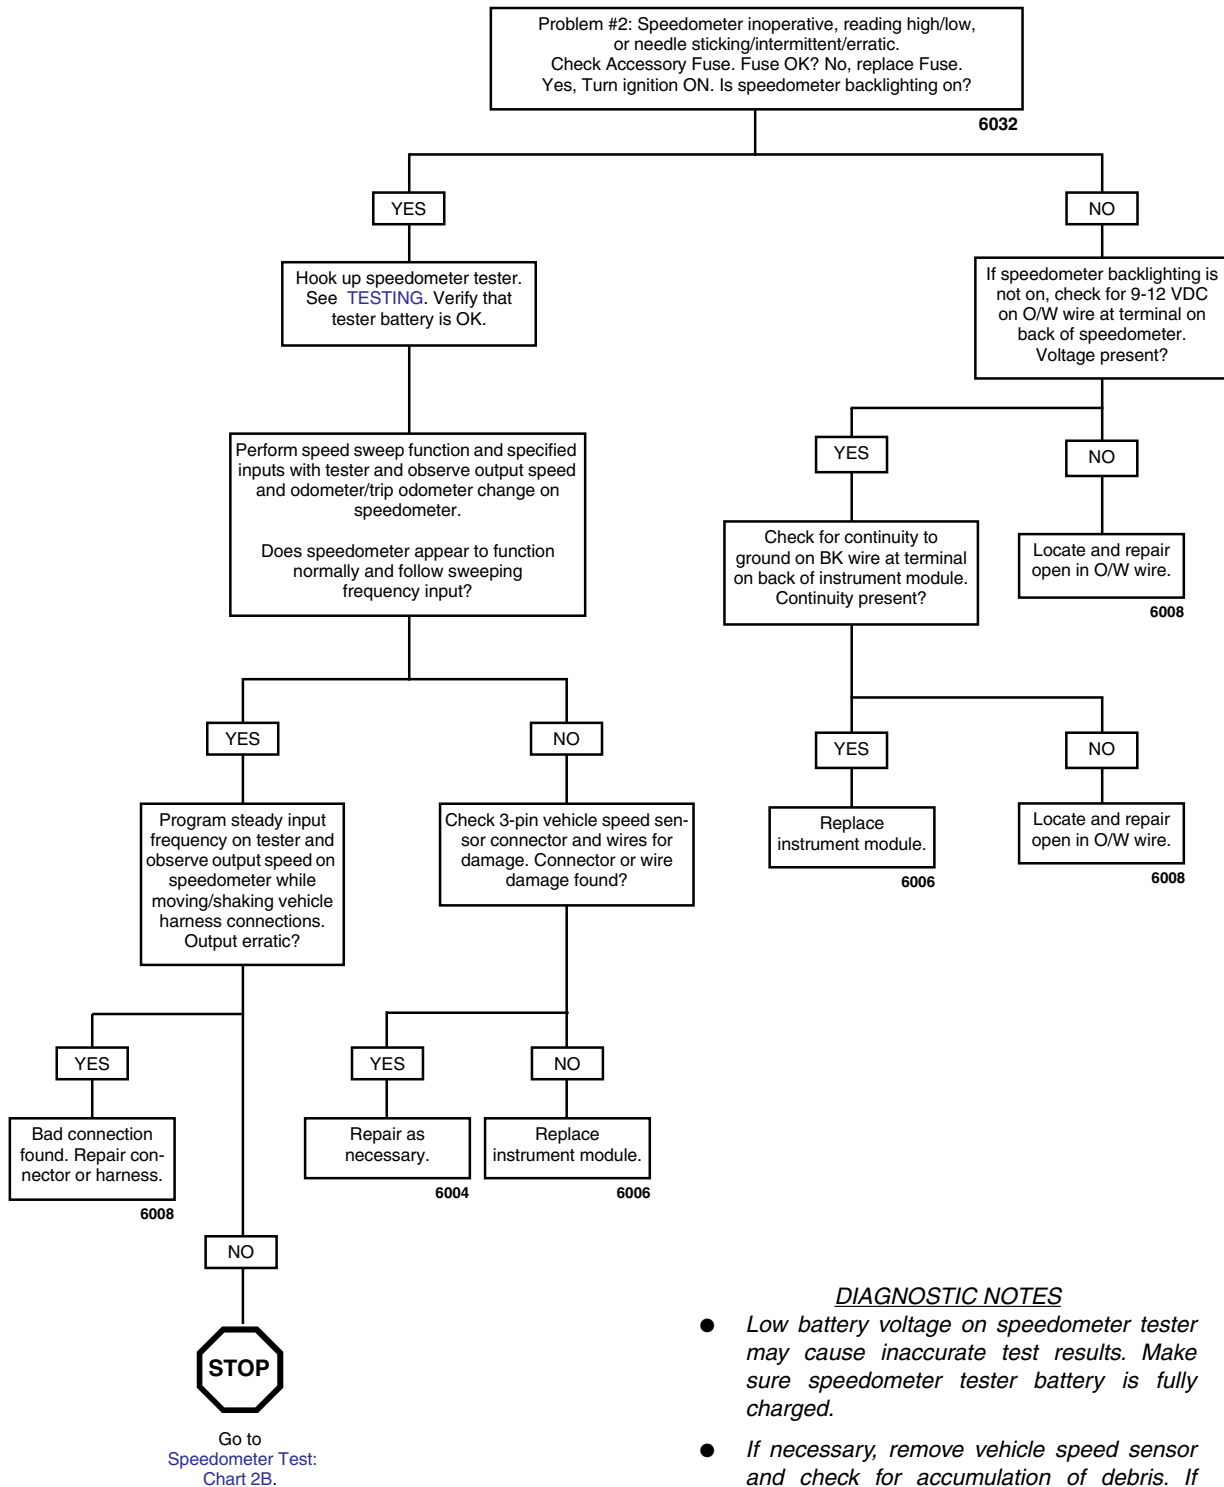 Problem #2: Speedometer inoperative, reading high/low,
or needle sticking/intermittent/erratic.
Check Accessory Fuse. Fuse OK? No, replace Fuse.
Yes, Turn ignition ON. Is speedometer backlighting on?
6032
YES
NO
Hook up speedometer tester.
See TESTING. Verify that
tester battery is OK.
If speedometer backlighting is
not on, check for 9-12 VDC
on O/W wire at terminal on
back of speedometer.
Voltage present?
Perform speed sweep function and specified
inputs with tester and observe output speed
and odometer/trip odometer change on
speedometer.
Does speedometer appear to function
normally and follow sweeping
frequency input?
YES
NO
Check for continuity to
ground on BK wire at terminal
on back of instrument module.
Continuity present?
Locate and repair
open in O/W wire.
6008
YES
NO
YES
NO
Program steady input
frequency on tester and
observe output speed on
speedometer while
moving/shaking vehicle
harness connections.
Output erratic?
Check 3-pin vehicle speed sen-
sor connector and wires for
damage. Connector or wire
damage found?
Replace
instrument module.
6006
Locate and repair
open in O/W wire.
6008
YES
YES
NO
Bad connection
found. Repair con-
nector or harness.
6008
Repair as
necessary.
6004
Replace
instrument module.
6006
NO
STOP
Go to
Speedometer Test:
Chart 2B.
DIAGNOSTIC NOTES
● Low battery voltage on speedometer tester
may cause inaccurate test results. Make
sure speedometer tester battery is fully
charged.
● If necessary, remove vehicle speed sensor
and check for accumulation of debris. If